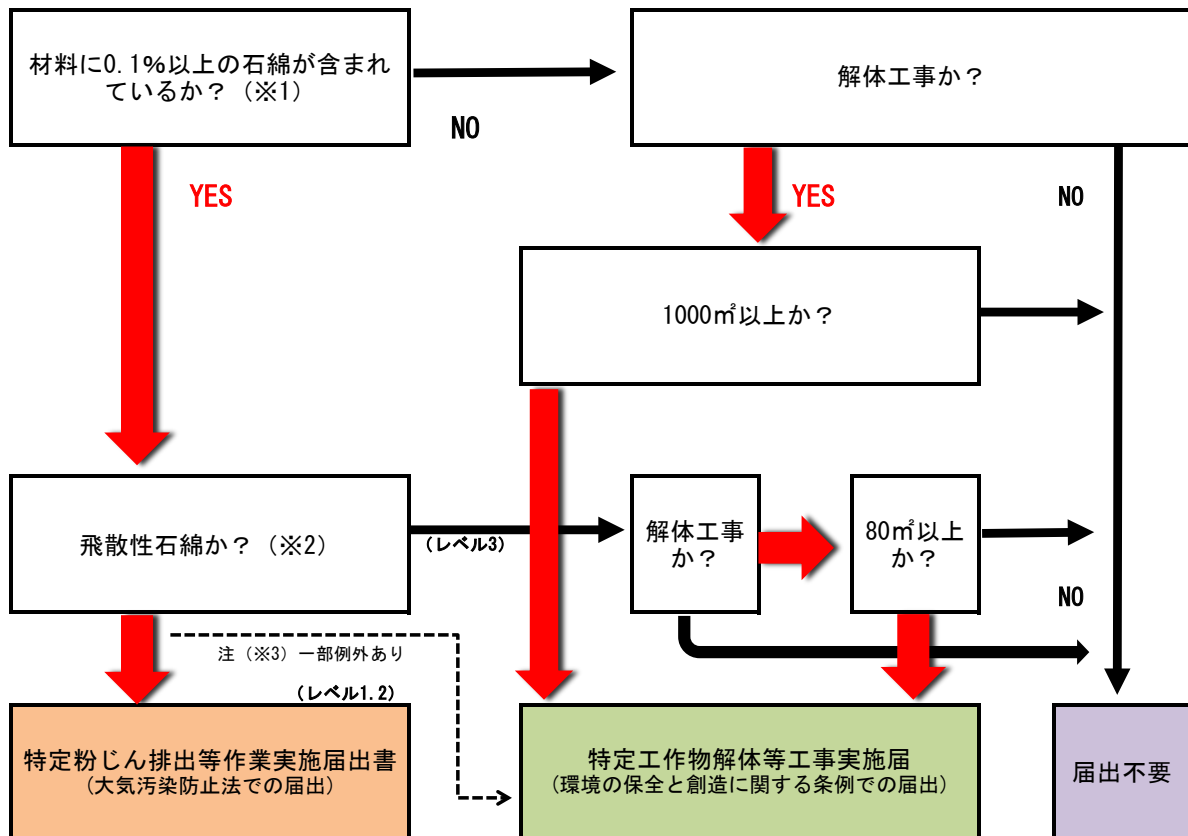 材料に0.1%以上の石綿が含まれ
ているか？（※1）
解体工事か？
NO
YES
YES
NO
1000㎡以上か？
飛散性石綿か？（※2）
（レベル3）
解体工事
か？
80㎡以上
か？
NO
注（※3）一部例外あり
（レベル1.2）
特定粉じん排出等作業実施届出書
（大気汚染防止法での届出）
特定工作物解体等工事実施届
（環境の保全と創造に関する条例での届出）
届出不要